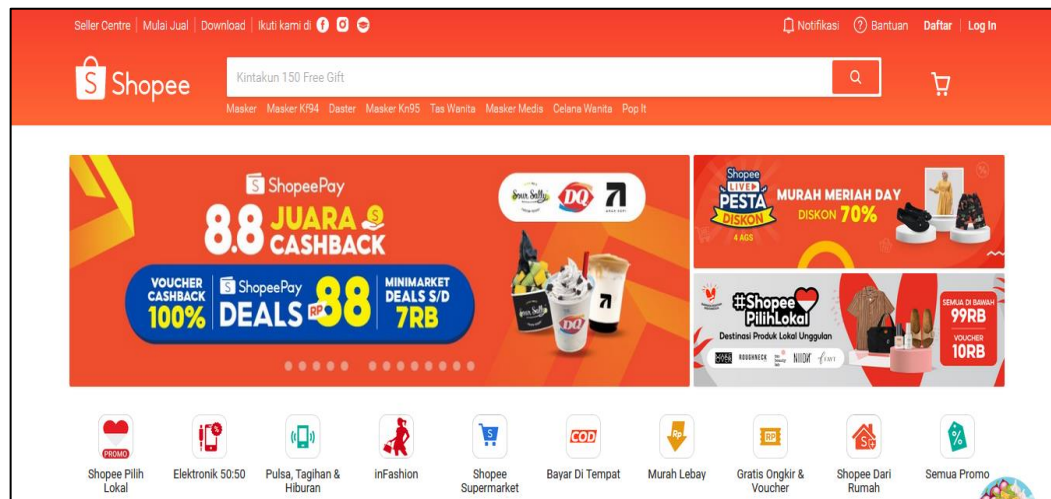 Seller Centre | Mulai Jual | Download | Ikuti kami di
Notifikasi
Bantuan
Daftar | Log In
Shopee
Kintakun 150 Free Gift
Masker Masker Kf94 Daster Masker Kn95 Tas Wanita Masker Medis Celana Wanita Pop It
ShopeePay
8.8 JUARA
CASHBACK
VOUCHER
CASHBACK
100%
ShopeePay
DEALS RP88
MINIMARKET
DEALS S/D
7RB
Sour Sally
DQ
Shopee
LIVE
PESTA
DISKON
4 AGS
MURAH MERIAH DAY
DISKON 70%
#Shopee
PilihLokal
Destinasi Produk Lokal Unggulan
ROUGHNECK
SEMUA DI BAWAH
99RB
VOUCHER
10RB
PROMO
Shopee Pilih
Lokal
Elektronik 50:50
Pulsa, Tagihan &
Hiburan
inFashion
Shopee
Supermarket
COD
Bayar Di Tempat
Rp
Murah Lebay
RP
Gratis Ongkir &
Voucher
Shopee Dari
Rumah
Semua Promo